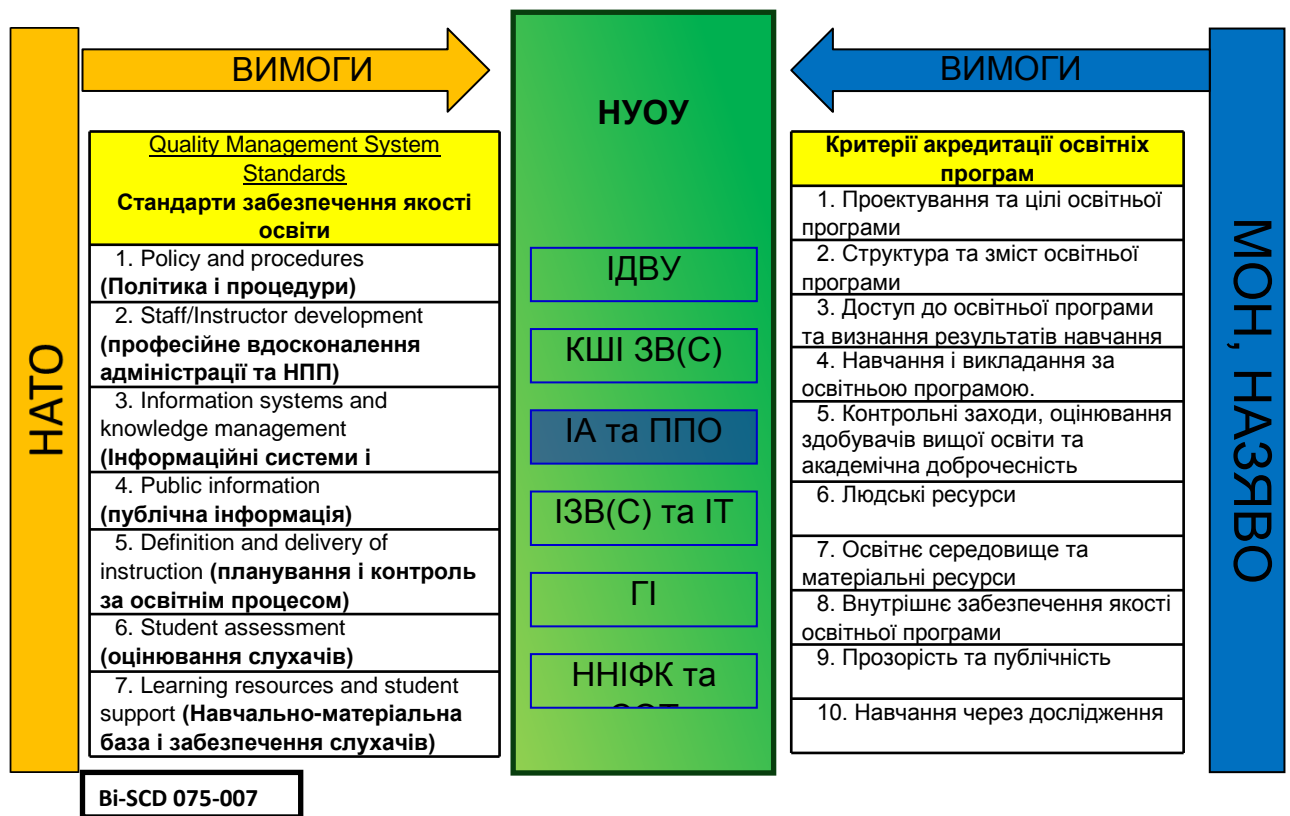 НАТО
ВИМОГИ
Quality Management System
Standards
Стандарти забезпечення якості
освіти
1. Policy and procedures
(Політика і процедури)
2. Staff/Instructor development
(професійне вдосконалення
адміністрації та НПП)
3. Information systems and
knowledge management
(Інформаційні системи і
4. Public information
(публічна інформація)
5. Definition and delivery of
instruction (планування і контроль
за освітнім процесом)
6. Student assessment
(оцінювання слухачів)
7. Learning resources and student
support (Навчально-матеріальна
база і забезпечення слухачів)
Bi-SCD 075-007
НУОУ
ІДВУ
КШІ ЗВ(С)
ІА та ППО
ІЗВ(С) та ІТ
ГІ
ННІФК та
ВИМОГИ
Критерії акредитації освітніх
програм
1. Проектування та цілі освітньої
програми
2. Структура та зміст освітньої
програми
3. Доступ до освітньої програми
та визнання результатів навчання
4. Навчання і викладання за
освітньою програмою.
5. Контрольні заходи, оцінювання
здобувачів вищої освіти та
академічна доброчесність
6. Людські ресурси
7. Освітнє середовище та
матеріальні ресурси
8. Внутрішнє забезпечення якості
освітньої програми
9. Прозорість та публічність
10. Навчання через дослідження
МОН, НАЗЯВО